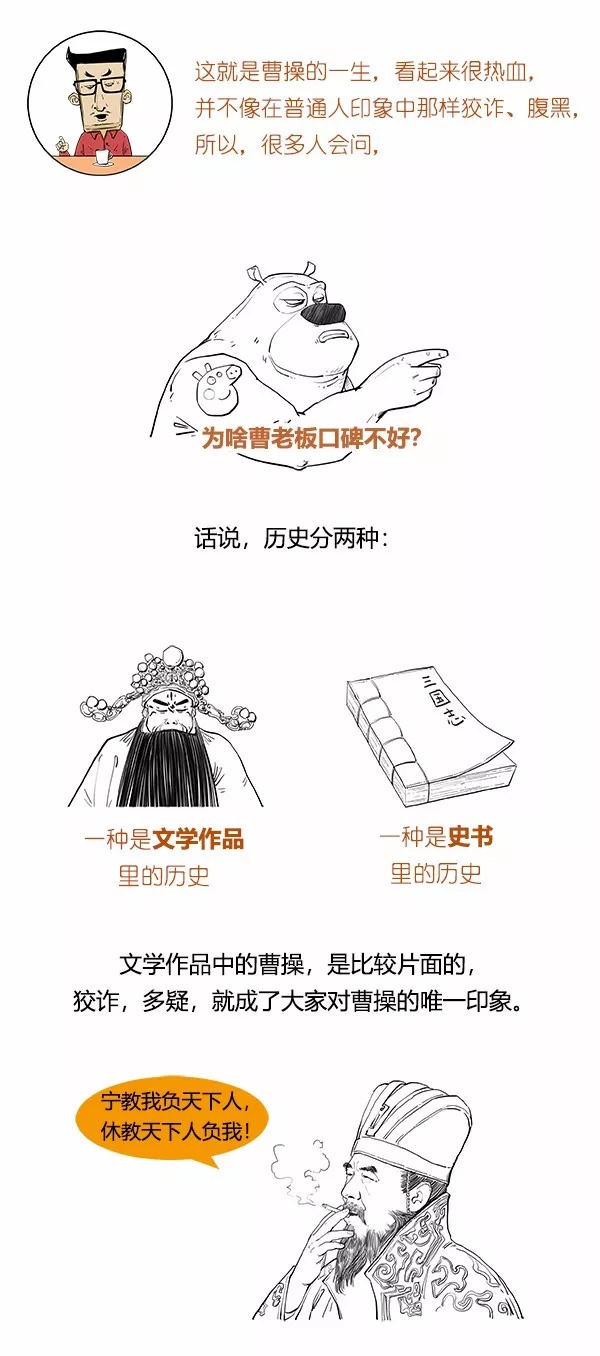 这就是曹操的一生，看起来很热血，
并不像在普通人印象中那样狡诈、腹黑，
所以，很多人会问，
为啥曹老板口碑不好？
话说，历史分两种：
三国志
一种是文学作品
里的历史
一种是史书
里的历史
文学作品中的曹操，是比较片面的，
狡诈，多疑，就成了大家对曹操的唯一印象。
宁教我负天下人，
休教天下人负我！